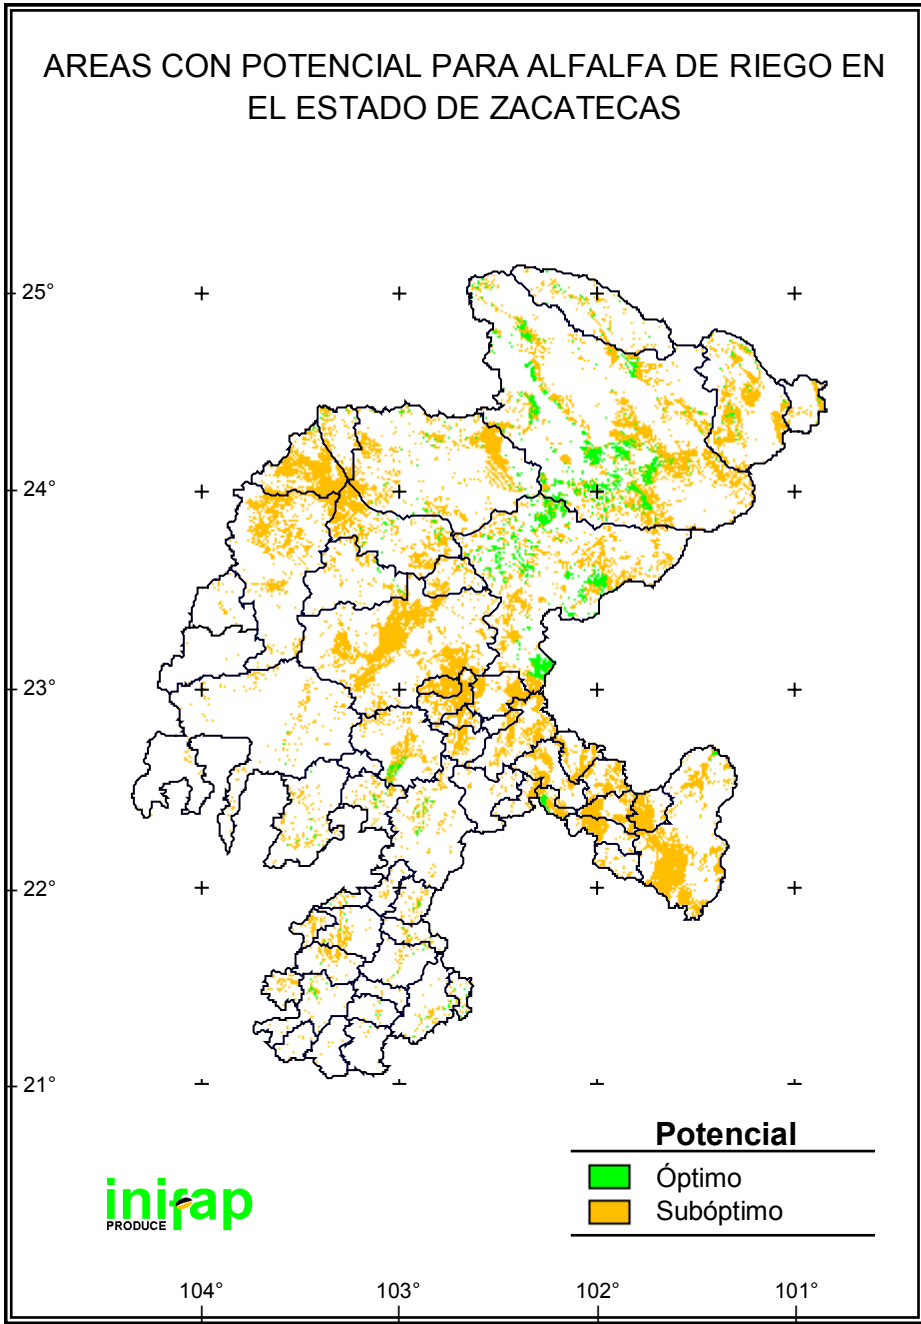 AREAS CON POTENCIAL PARA ALFALFA DE RIEGO EN
EL ESTADO DE ZACATECAS
25°
24°
23°
22°
21°
Potencial
Óptimo
Subóptimo
inifap
PRODUCE
104°
103°
102°
101°